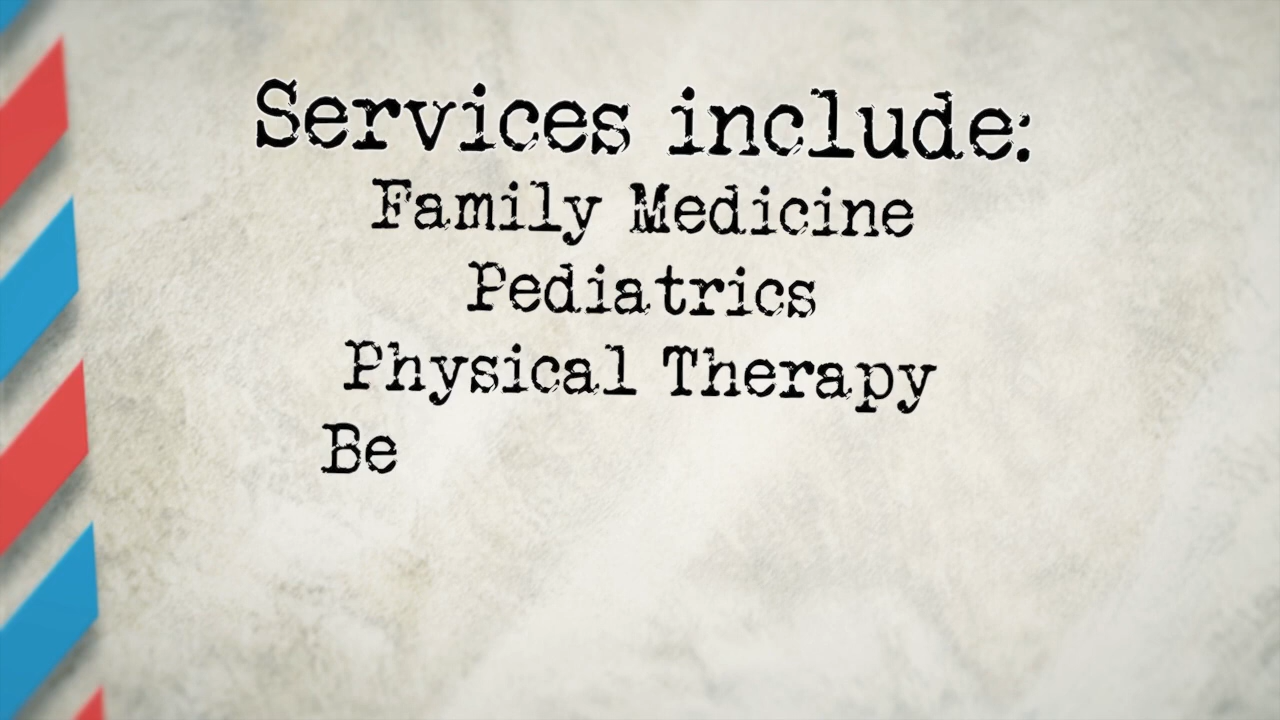 Services include:
Family Medicine
Pediatrics
Physical Therapy
Be